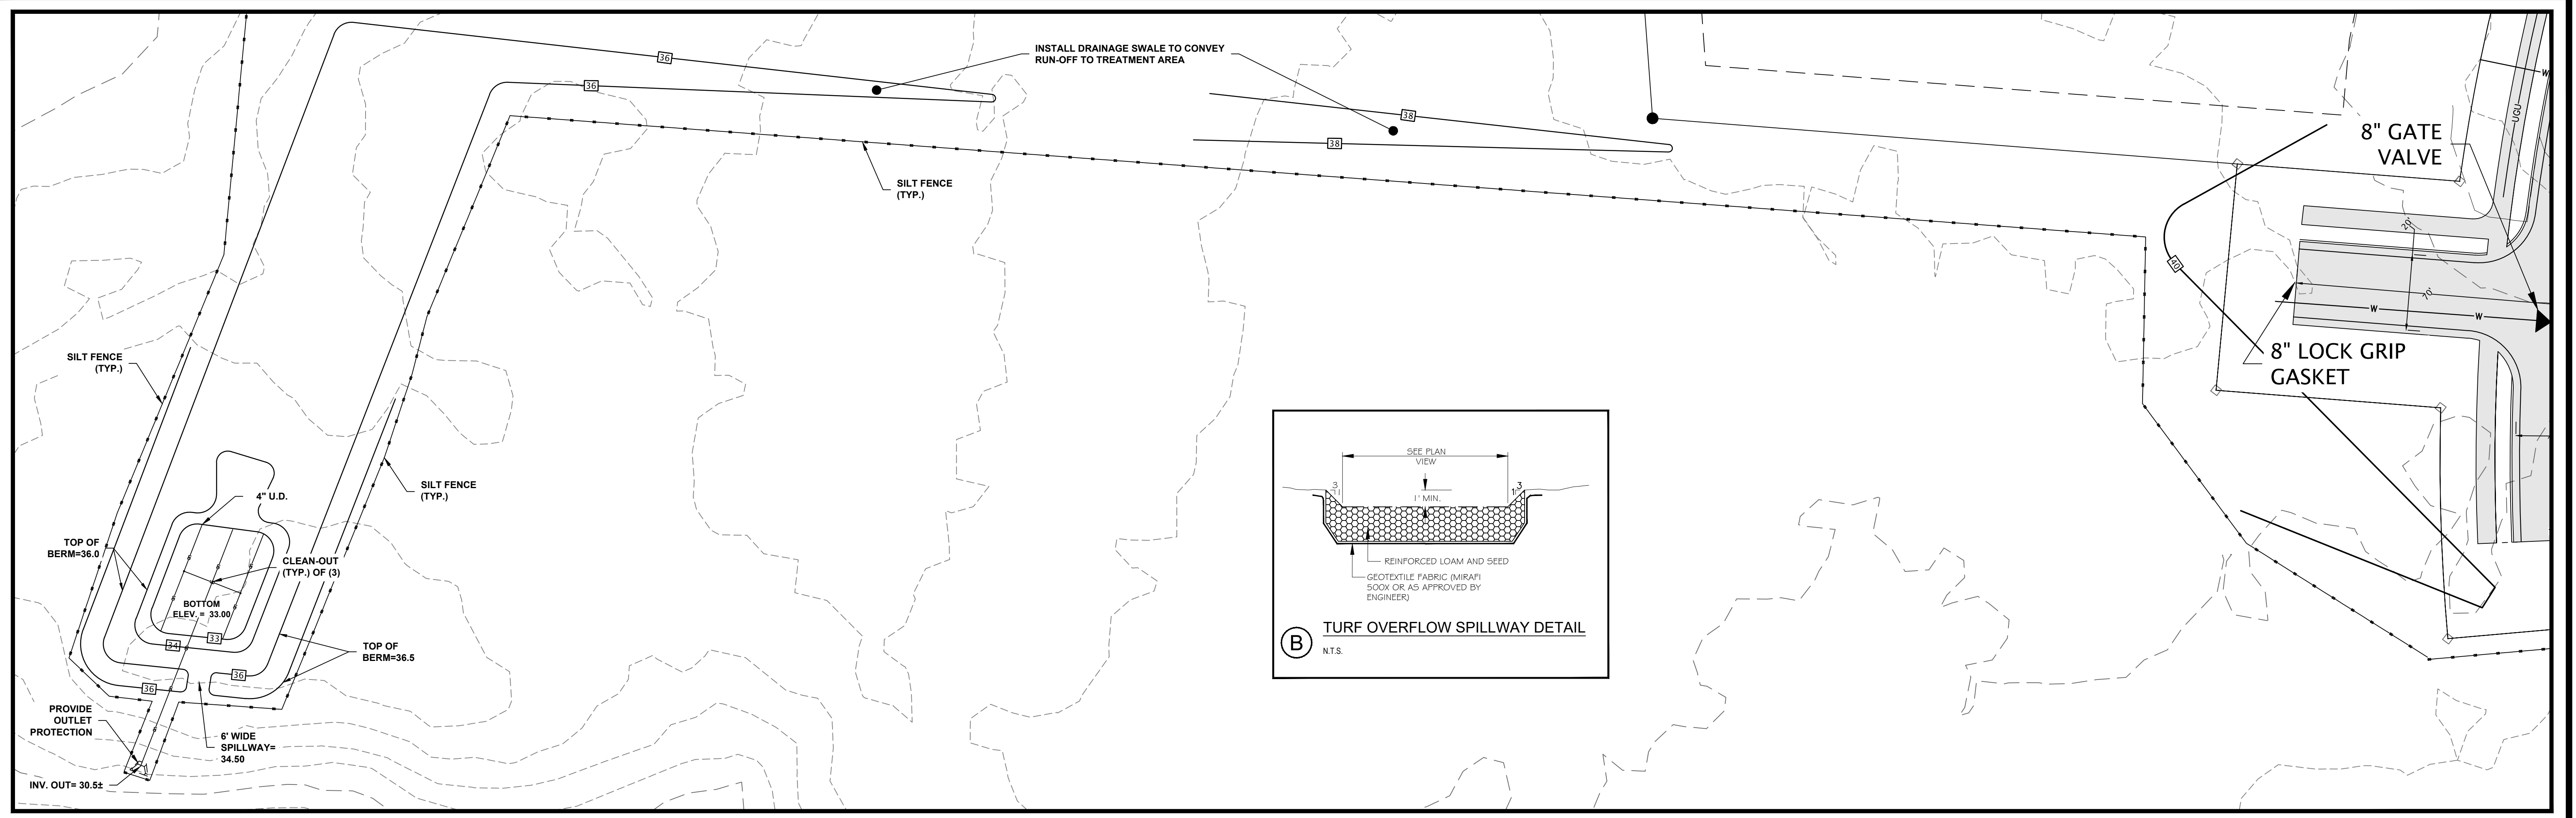 36
36
INSTALL DRAINAGE SWALE TO CONVEY
RUN-OFF TO TREATMENT AREA
38
38
SILT FENCE
(TYP.)
W
UGU
8" GATE
VALVE
20'
40
70'
W
W
8" LOCK GRIP
GASKET
SILT FENCE
(TYP.)
SILT FENCE
(TYP.)
4" U.D.
TOP OF
BERM=36.0
CLEAN-OUT
(TYP.) OF (3)
BOTTOM
ELEV. = 33.00
33
34
TOP OF
BERM=36.5
36
36
PROVIDE
OUTLET
PROTECTION
6' WIDE
SPILLWAY=
34.50
INV. OUT= 30.5±
SEE PLAN
VIEW
3
1
3
1' MIN.
REINFORCED LOAM AND SEED
GEOTEXTILE FABRIC (MIRAFI
500X OR AS APPROVED BY
ENGINEER)
B
TURF OVERFLOW SPILLWAY DETAIL
N.T.S.